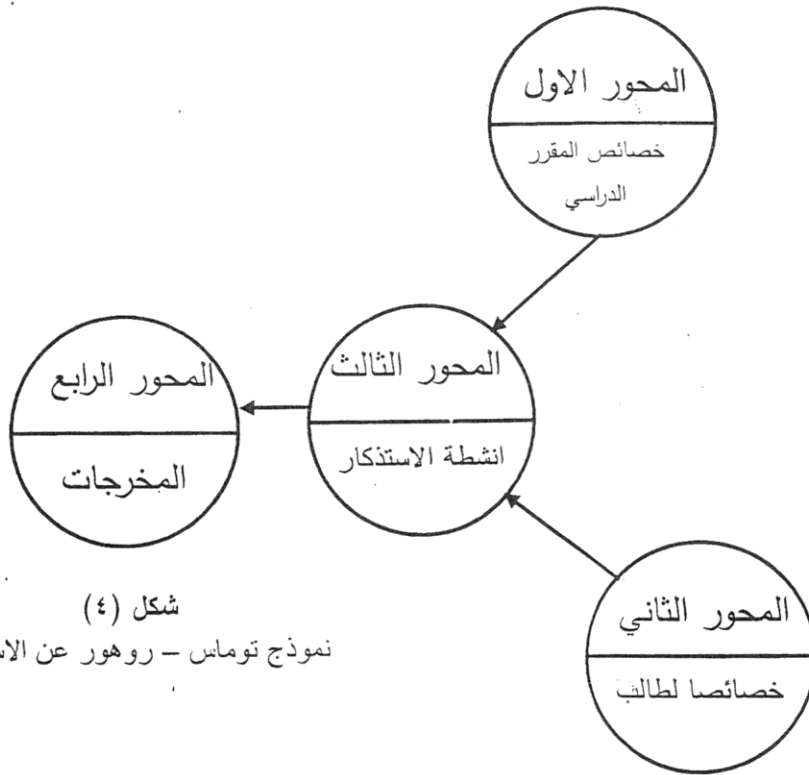 المحور الاول
خصائص المقرر
الدراسي
المحور الثالث
انشطة الاستذكار
المحور الرابع
المخرجات
المحور الثاني
خصائصا لطالب
شكل (٤)
نموذج توماس – روهور عن